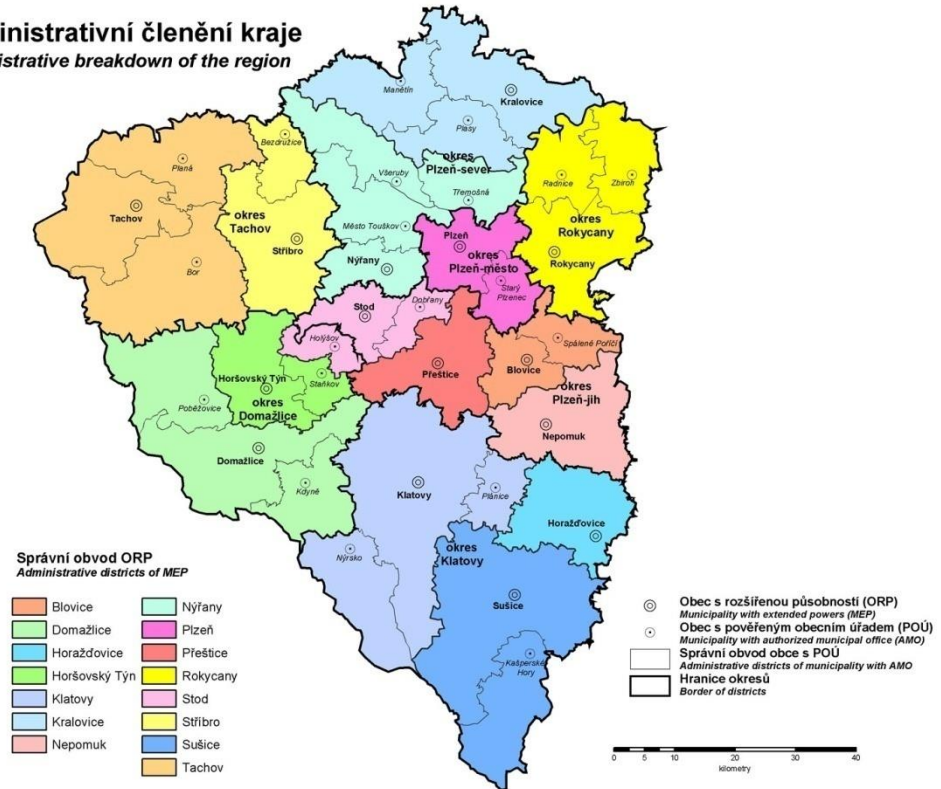 ministrativní členění kraje
istrative breakdown of the region
Manětín
Kralovice
Plasy
Bezdružice
okres
Plzeň-sever
Planá
Všeruby
Radnice
Zbiroh
Třemošná
Tachov
okres
Tachov
Město Touškov
okres
Rokycany
Stříbro
Plzeň
okres
Plzeň-město
Bor
Nýřany
Rokycany
Starý
Plzenec
Stod
Dobřany
Holýšov
Spálené Poříčí
Horšovský Týn
Staňkov
Přeštice
Blovice
okres
Plzeň-jih
Poběžovice
okres
Domažlice
Nepomuk
Domažlice
Kdyně
Klatovy
Plánice
Horažďovice
Nýrsko
okres
Klatovy
Sušice
Kašperské
Hory
Správní obvod ORP
Administrative districts of MEP
Blovice
Domažlice
Horažďovice
Horšovský Týn
Klatovy
Kralovice
Nepomuk
Nýřany
Plzeň
Přeštice
Rokycany
Stod
Stříbro
Sušice
Tachov
Obec s rozšířenou působností (ORP)
Municipality with extended powers (MEP)
Obec s pověřeným obecním úřadem (POÚ)
Municipality with authorized municipal office (AMO)
Správní obvod obce s POÚ
Administrative districts of municipality with AMO
Hranice okresů
Border of districts
0 5 10 20 30 40
kilometry